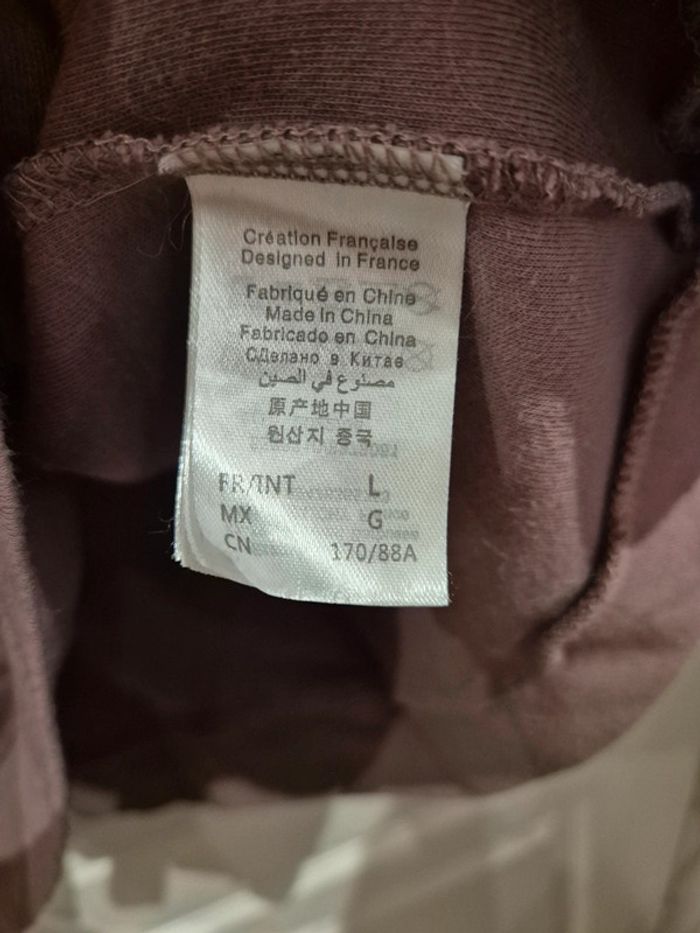 Création Française
Designed in France
Fabriqué en Chine
Made in China
Fabricado en China
Сделано в Китае
مصنوع في الصين
原产地中国
원산지 중국
FR/INT L
MX G
CN 170/88A